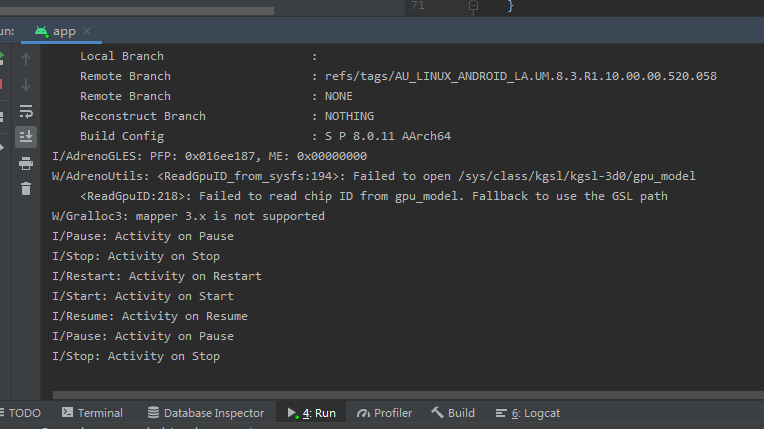 71 }
un: app
Local Branch :
Remote Branch : refs/tags/AU_LINUX_ANDROID_LA.UM.8.3.R1.10.00.00.520.058
Remote Branch : NONE
Reconstruct Branch : NOTHING
Build Config : S P 8.0.11 AArch64
I/AdrenoGLES: PFP: 0x016ee187, ME: 0x00000000
W/AdrenoUtils: <ReadGpuID_from_sysfs:194>: Failed to open /sys/class/kgsl/kgsl-3d0/gpu_model
<ReadGpuID:218>: Failed to read chip ID from gpu_model. Fallback to use the GSL path
W/Gralloc3: mapper 3.x is not supported
I/Pause: Activity on Pause
I/Stop: Activity on Stop
I/Restart: Activity on Restart
I/Start: Activity on Start
I/Resume: Activity on Resume
I/Pause: Activity on Pause
I/Stop: Activity on Stop
TODO Terminal Database Inspector 4: Run Profiler Build 6: Logcat